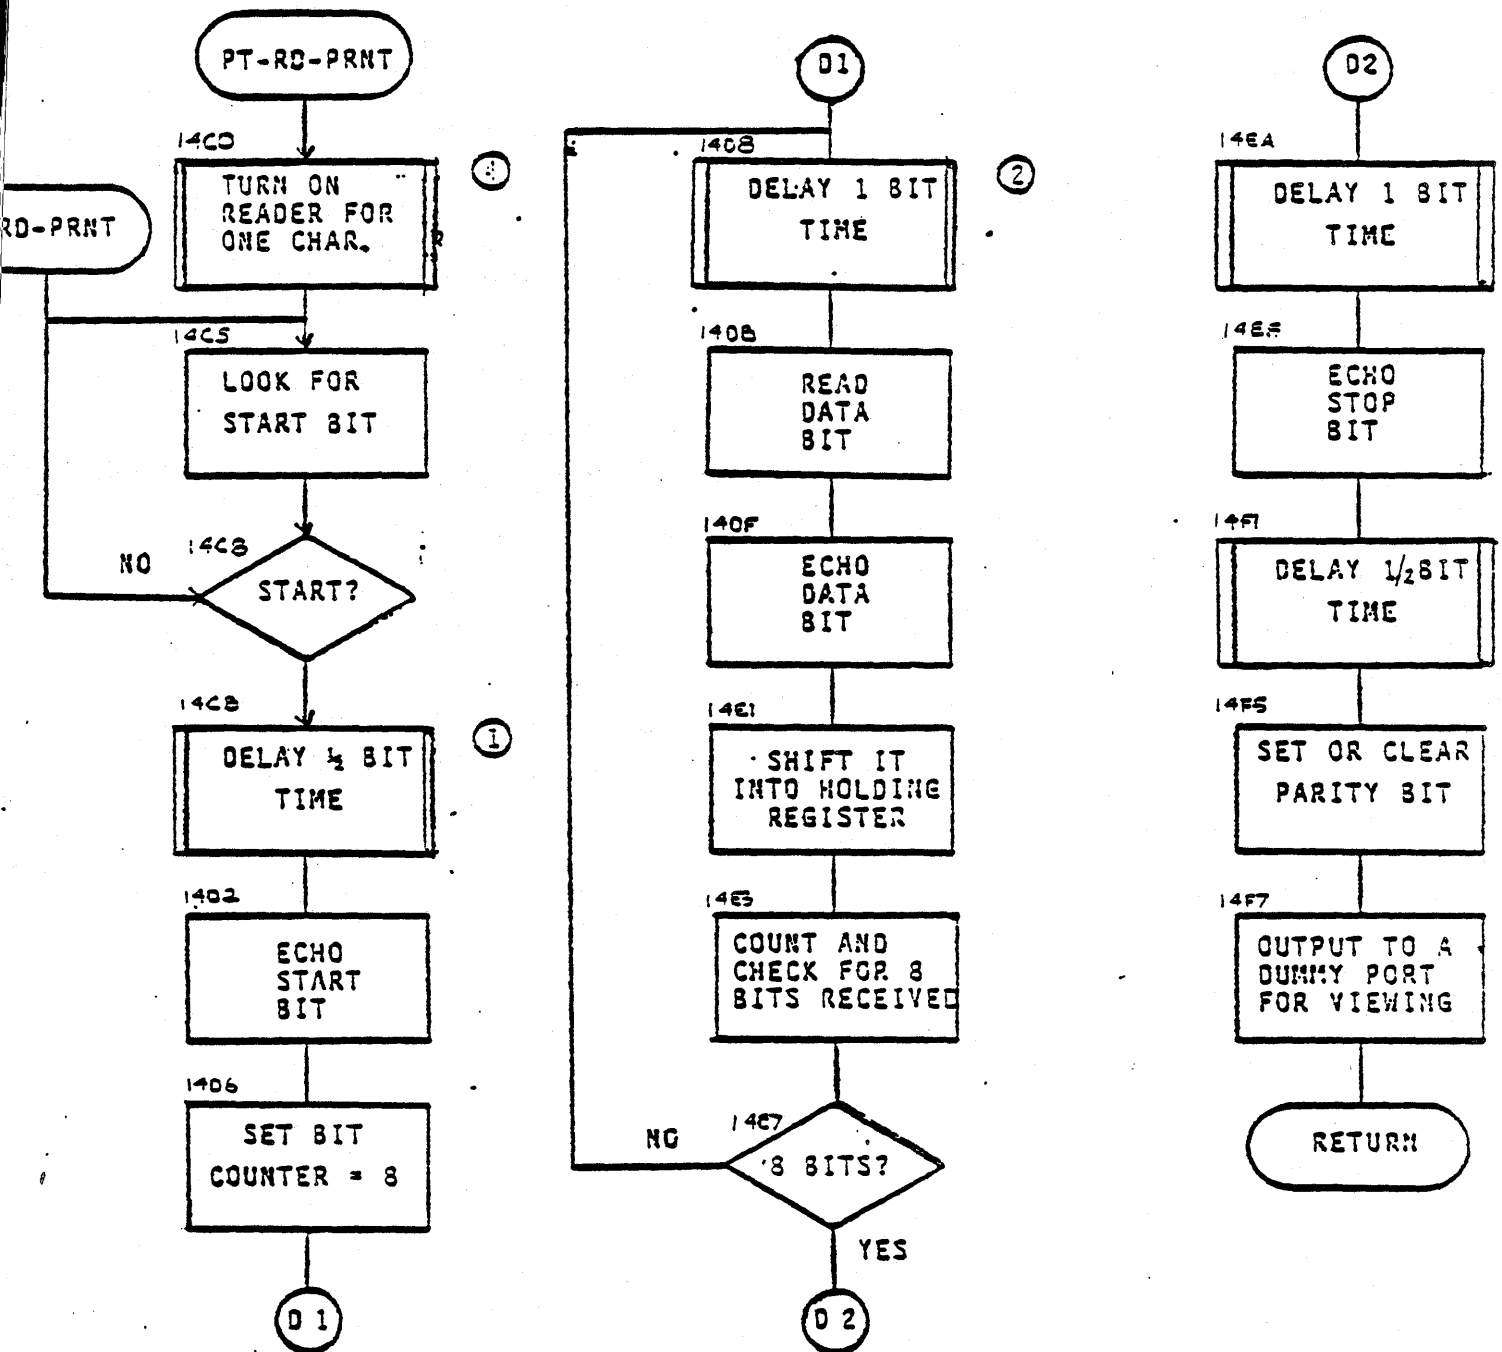 PT-RD-PRNT
14C0
TURN ON
READER FOR
ONE CHAR.
RD-PRNT
14C5
LOOK FOR
START BIT
NO
14C8
START?
14CB
DELAY ½ BIT
TIME
1
14D2
ECHO
START
BIT
14D6
SET BIT
COUNTER = 8
D 1
D1
14D8
DELAY 1 BIT
TIME
2
14DB
READ
DATA
BIT
14DF
ECHO
DATA
BIT
14E1
SHIFT IT
INTO HOLDING
REGISTER
14E3
COUNT AND
CHECK FOR 8
BITS RECEIVED
NO
14E7
8 BITS?
YES
D 2
D2
14EA
DELAY 1 BIT
TIME
14EF
ECHO
STOP
BIT
14F1
DELAY 1/2BIT
TIME
14F5
SET OR CLEAR
PARITY BIT
14F7
OUTPUT TO A
DUMMY PORT
FOR VIEWING
RETURN